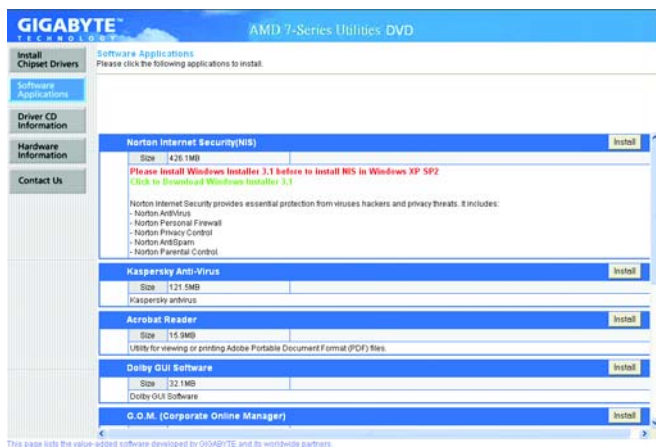 GIGABYTE™
TECHNOLOGY
AMD 7-Series Utilities DVD
Install
Chipset Drivers
Software
Applications
Driver CD
Information
Hardware
Information
Contact Us
Software Applications
Please click the following applications to install.
Norton Internet Security(NIS)
Install
Size 426.1MB
Please install Windows Installer 3.1 before to install NIS in Windows XP SP2
Click to Download Windows Installer 3.1
Norton Internet Security provides essential protection from viruses hackers and privacy threats. It includes:
- Norton AntiVirus
- Norton Personal Firewall
- Norton Privacy Control
- Norton AntiSpam
- Norton Parental Control
Kaspersky Anti-Virus
Install
Size 121.5MB
Kaspersky antivirus
Acrobat Reader
Install
Size 15.9MB
Utility for viewing or printing Adobe Portable Document Format (PDF) files.
Dolby GUI Software
Install
Size 32.1MB
Dolby GUI Software
G.O.M. (Corporate Online Manager)
Install
This page lists the value-added software developed by GIGABYTE and its worldwide partners.